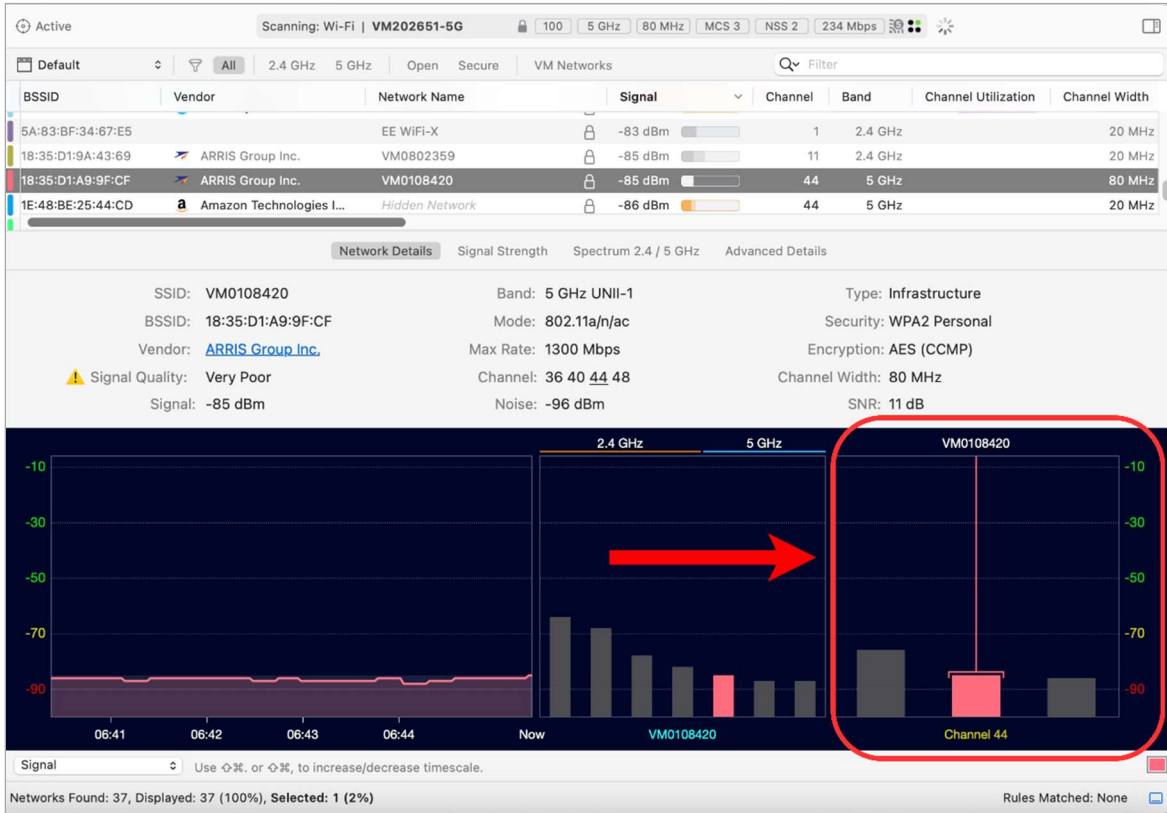 Active
Scanning: Wi-Fi | VM202651-5G 100 5 GHz 80 MHz MCS 3 NSS 2 234 Mbps
Default All 2.4 GHz 5 GHz Open Secure VM Networks Filter
BSSID Vendor Network Name Signal Channel Band Channel Utilization Channel Width
5A:83:BF:34:67:E5 EE WiFi-X -83 dBm 1 2.4 GHz 20 MHz
18:35:D1:9A:43:69 ARRIS Group Inc. VM0802359 -85 dBm 11 2.4 GHz 20 MHz
18:35:D1:A9:9F:CF ARRIS Group Inc. VM0108420 -85 dBm 44 5 GHz 80 MHz
1E:48:BE:25:44:CD a Amazon Technologies I... Hidden Network -86 dBm 44 5 GHz 20 MHz
Network Details Signal Strength Spectrum 2.4 / 5 GHz Advanced Details
SSID: VM0108420 Band: 5 GHz UNII-1 Type: Infrastructure
BSSID: 18:35:D1:A9:9F:CF Mode: 802.11a/n/ac Security: WPA2 Personal
Vendor: ARRIS Group Inc. Max Rate: 1300 Mbps Encryption: AES (CCMP)
Signal Quality: Very Poor Channel: 36 40 44 48 Channel Width: 80 MHz
Signal: -85 dBm Noise: -96 dBm SNR: 11 dB
2.4 GHz 5 GHz VM0108420
-10 -10
-30 -30
-50 -50
-70 -70
-90 -90
06:41 06:42 06:43 06:44 Now VM0108420 Channel 44
Signal Use ⇧⌘. or ⇧⌘, to increase/decrease timescale.
Networks Found: 37, Displayed: 37 (100%), Selected: 1 (2%) Rules Matched: None